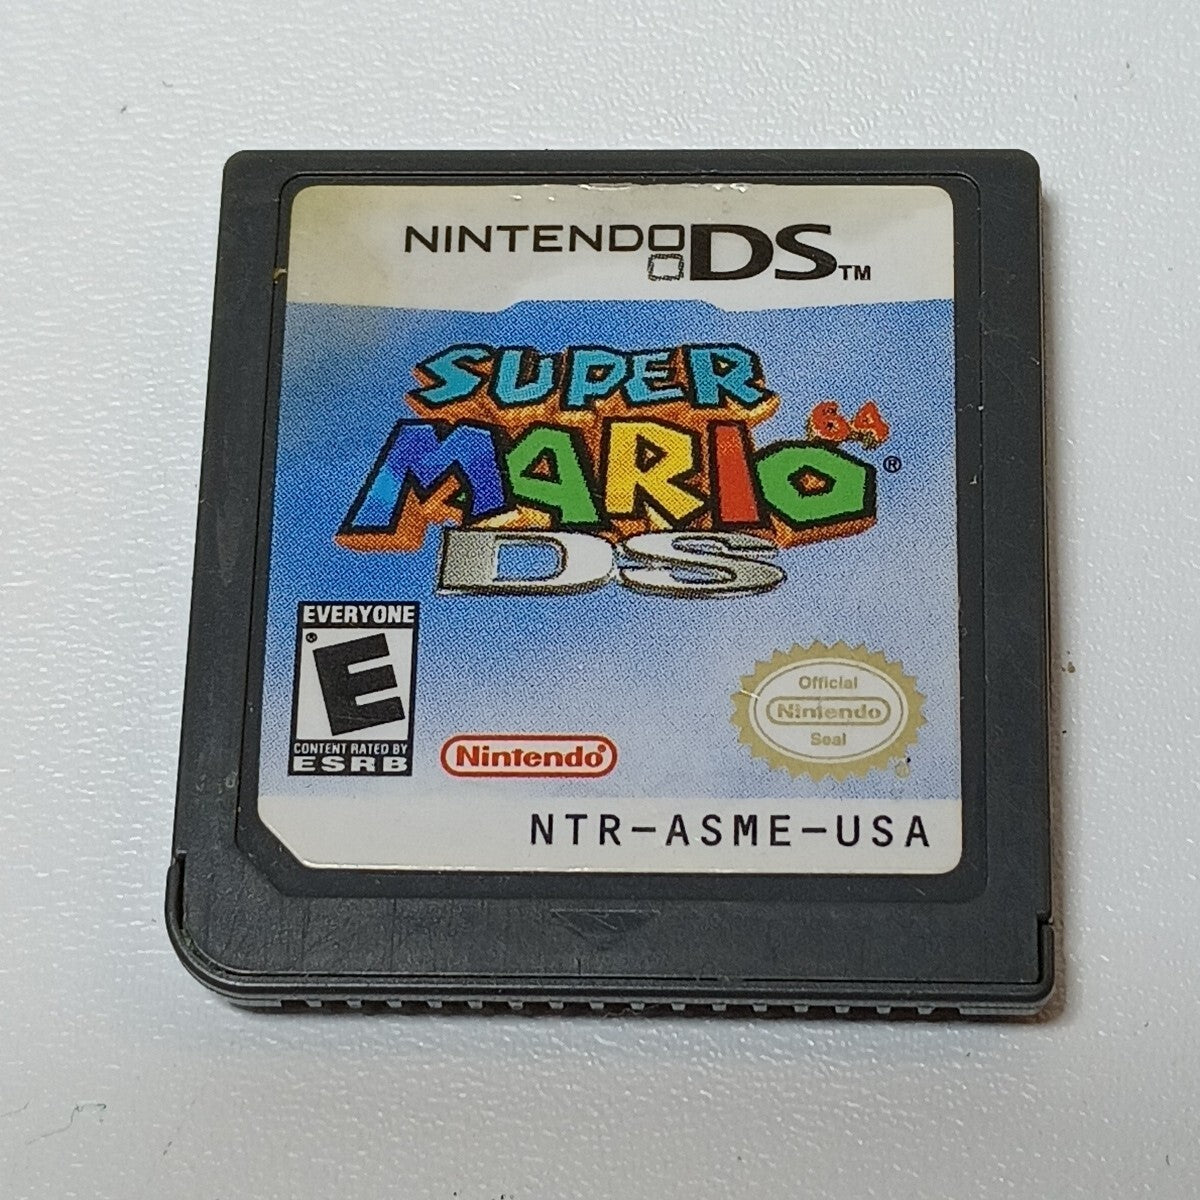 NINTENDO DS™
SUPER
MARIO 64®
DS
EVERYONE
E
CONTENT RATED BY
ESRB
Nintendo®
Official
Nintendo
Seal
NTR-ASME-USA